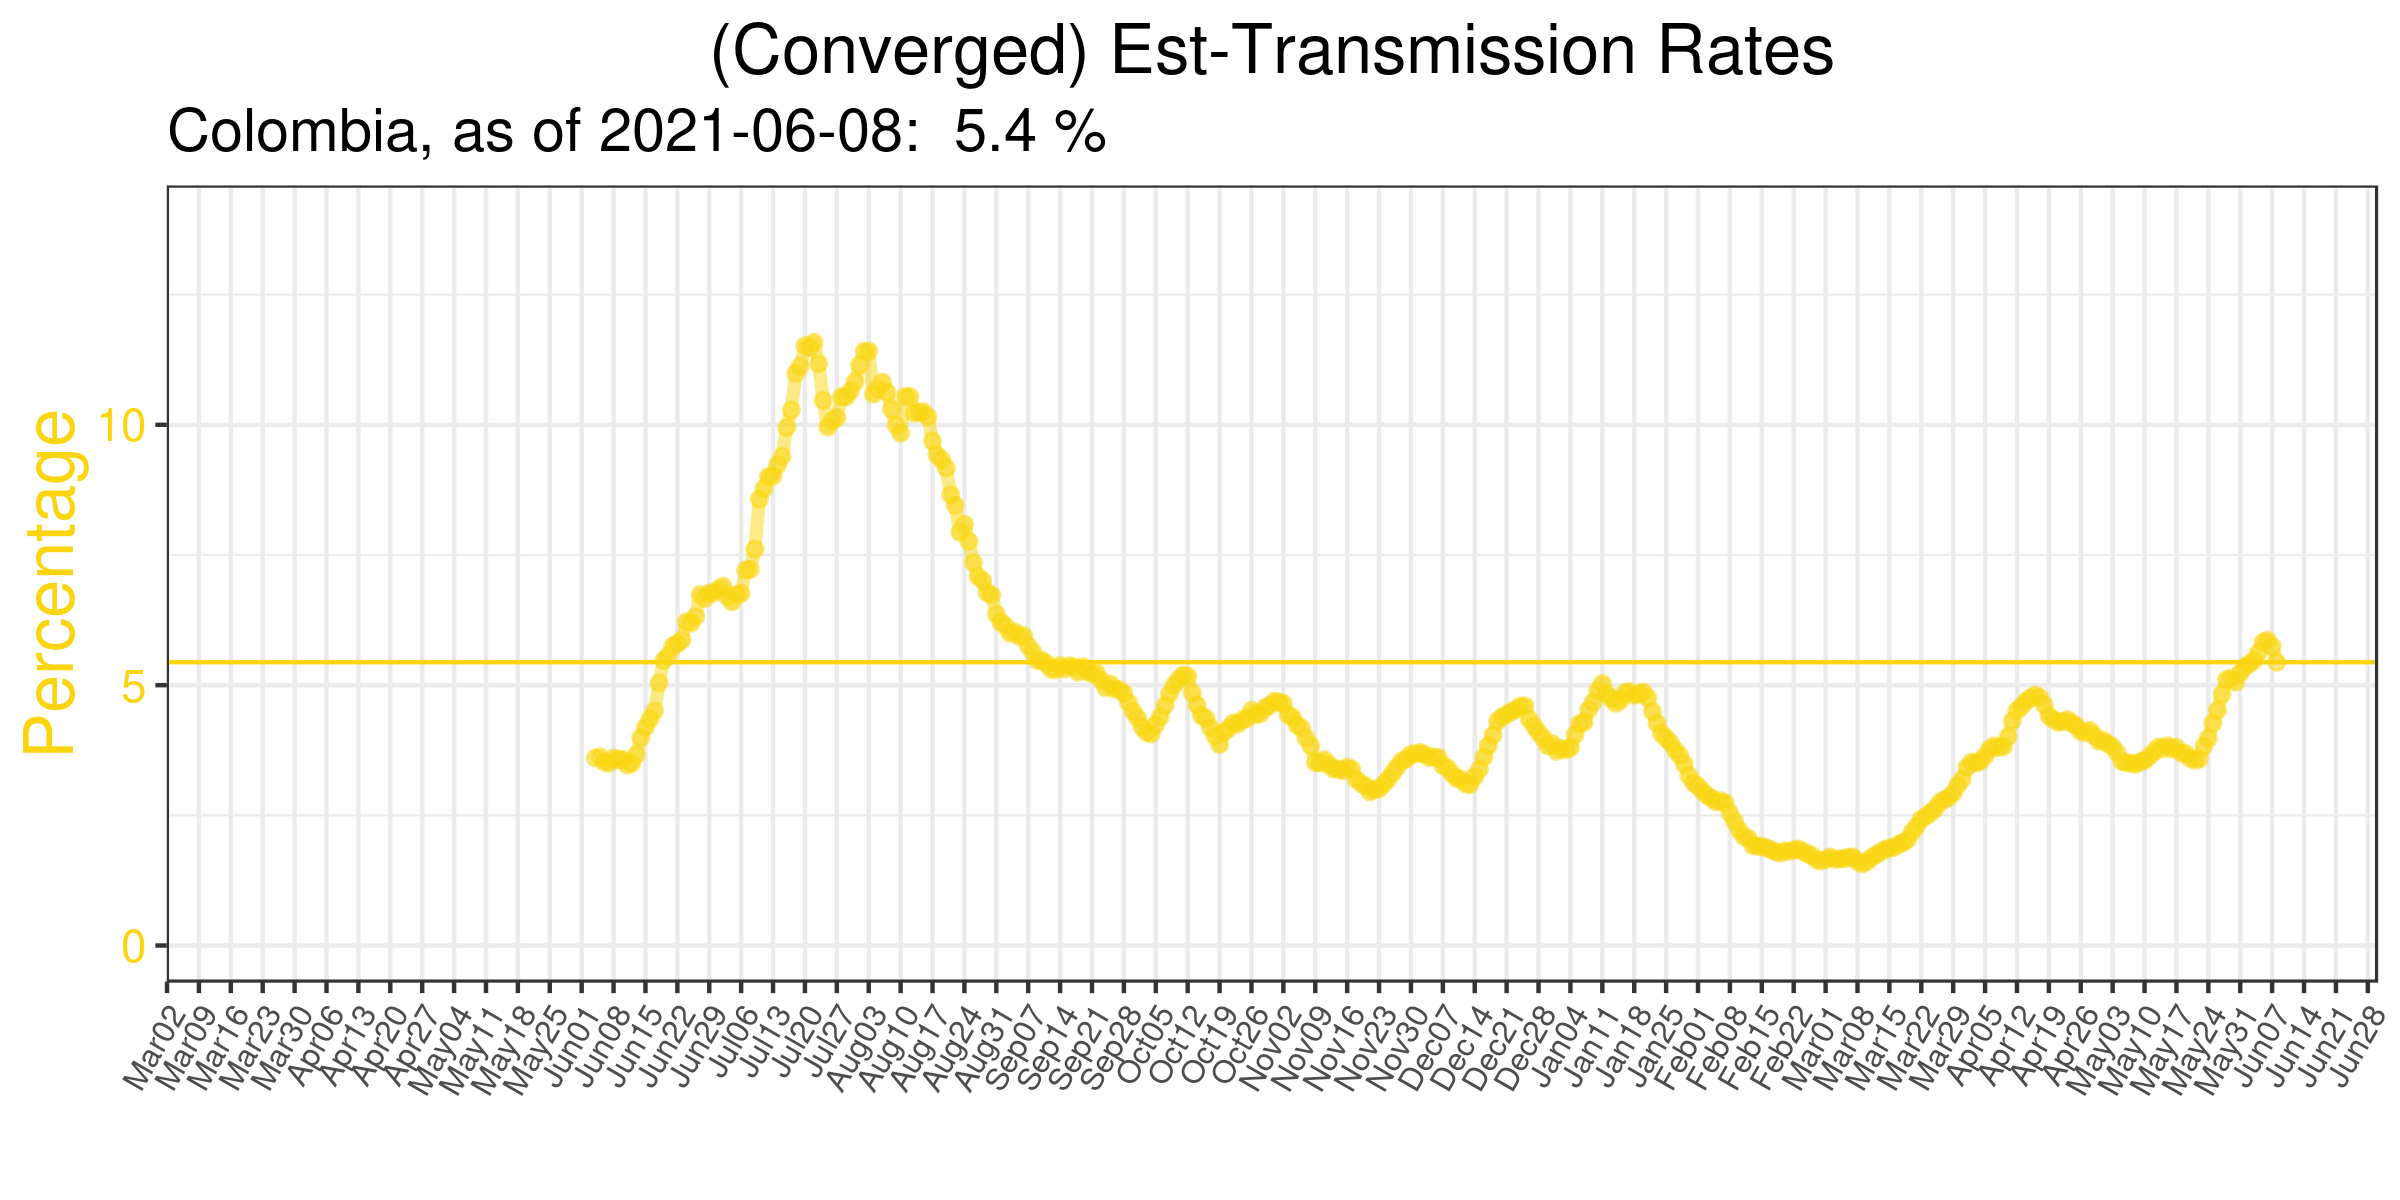 (Converged) Est-Transmission Rates
Colombia, as of 2021-06-08:  5.4 %
Percentage
10
5
0
Mar02
Mar09
Mar16
Mar23
Mar30
Apr06
Apr13
Apr20
Apr27
May04
May11
May18
May25
Jun01
Jun08
Jun15
Jun22
Jun29
Jul06
Jul13
Jul20
Jul27
Aug03
Aug10
Aug17
Aug24
Aug31
Sep07
Sep14
Sep21
Sep28
Oct05
Oct12
Oct19
Oct26
Nov02
Nov09
Nov16
Nov23
Nov30
Dec07
Dec14
Dec21
Dec28
Jan04
Jan11
Jan18
Jan25
Feb01
Feb08
Feb15
Feb22
Mar01
Mar08
Mar15
Mar22
Mar29
Apr05
Apr12
Apr19
Apr26
May03
May10
May17
May24
May31
Jun07
Jun14
Jun21
Jun28